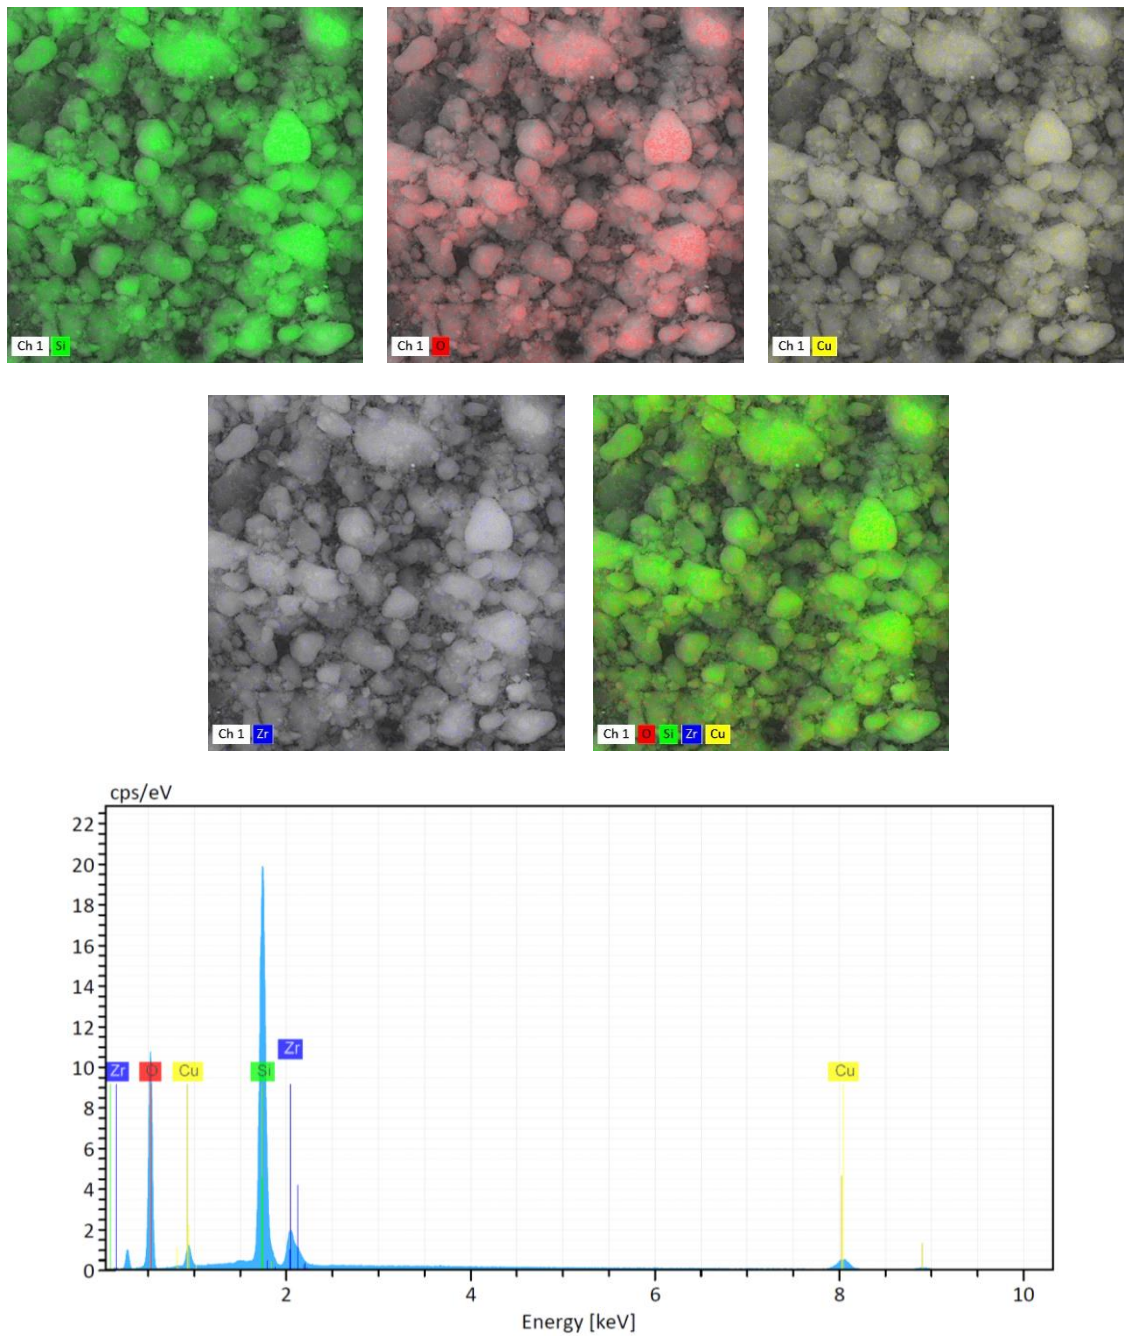 Ch 1 Si
Ch 1 O
Ch 1 Cu
Ch 1 Zr
Ch 1 O Si Zr Cu
cps/eV
22
20
18
16
14
12
Zr
10
Zr O Cu Si Cu
8
6
4
2
0
2 4 6 8 10
Energy [keV]